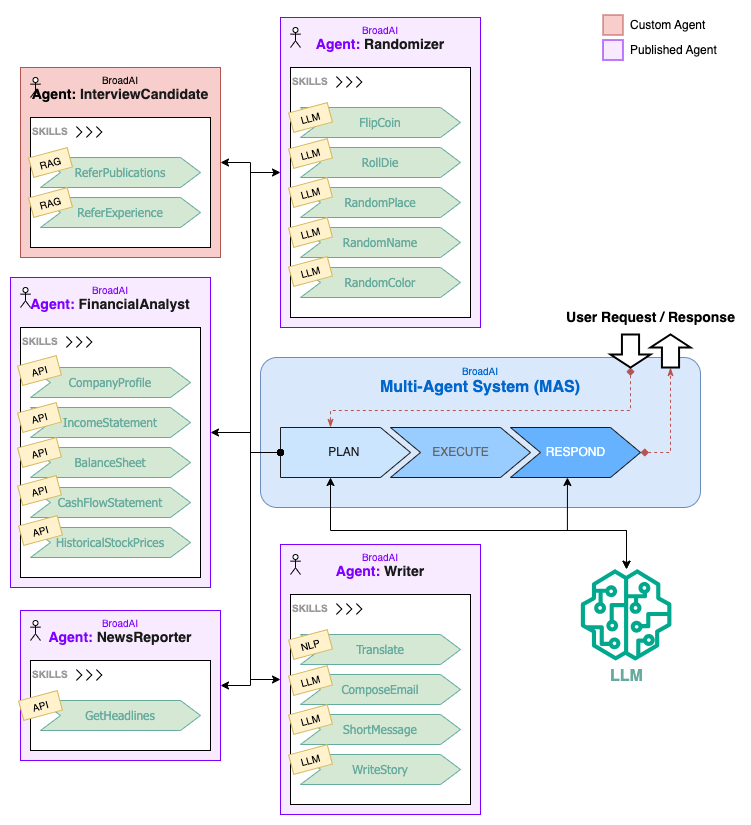 Custom Agent
Published Agent
BroadAI
Agent: Randomizer
SKILLS
LLM
FlipCoin
LLM
RollDie
LLM
RandomPlace
LLM
RandomName
LLM
RandomColor
BroadAI
Agent: InterviewCandidate
SKILLS
RAG
ReferPublications
RAG
ReferExperience
BroadAI
Agent: FinancialAnalyst
SKILLS
API
CompanyProfile
API
IncomeStatement
API
BalanceSheet
API
CashFlowStatement
API
HistoricalStockPrices
User Request / Response
BroadAI
Multi-Agent System (MAS)
PLAN
EXECUTE
RESPOND
LLM
BroadAI
Agent: Writer
SKILLS
NLP
Translate
LLM
ComposeEmail
LLM
ShortMessage
LLM
WriteStory
BroadAI
Agent: NewsReporter
SKILLS
API
GetHeadlines